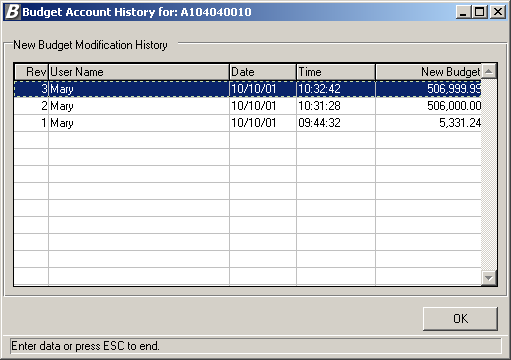 B Budget Account History for: A104040010
New Budget Modification History
Rev User Name Date Time New Budget
3 Mary 10/10/01 10:32:42 506,999.99
2 Mary 10/10/01 10:31:28 506,000.00
1 Mary 10/10/01 09:44:32 5,331.24
OK
Enter data or press ESC to end.